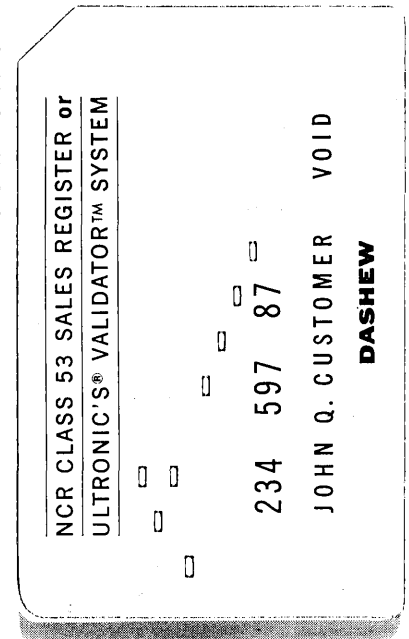 NCR CLASS 53 SALES REGISTER or
ULTRONIC'S® VALIDATOR™ SYSTEM
234 597 87
JOHN Q. CUSTOMER VOID
DASHEW